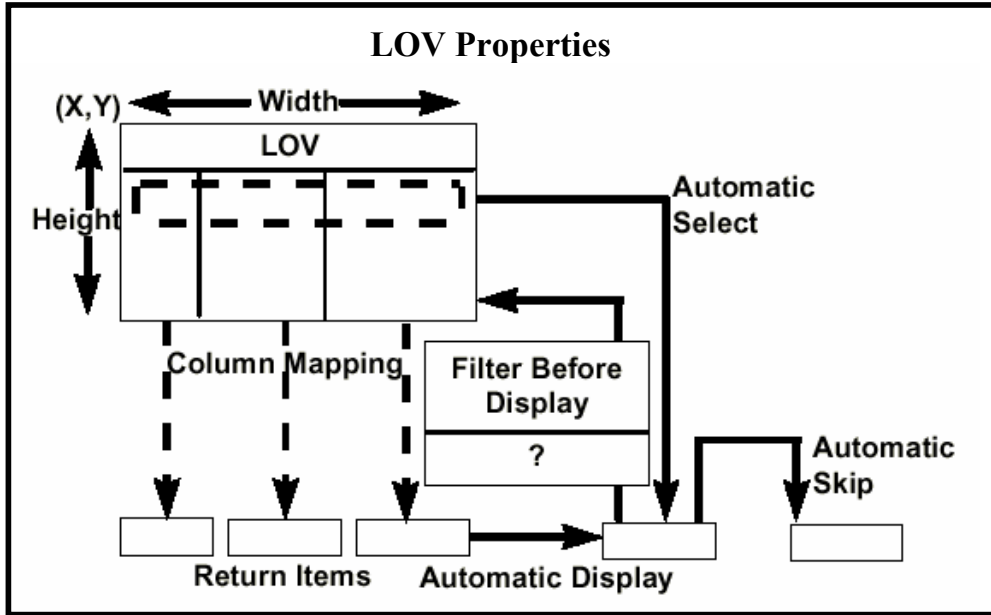 LOV Properties
(X,Y)
Width
LOV
Height
Automatic
Select
Column Mapping
Filter Before
Display
?
Automatic
Skip
Return Items
Automatic Display